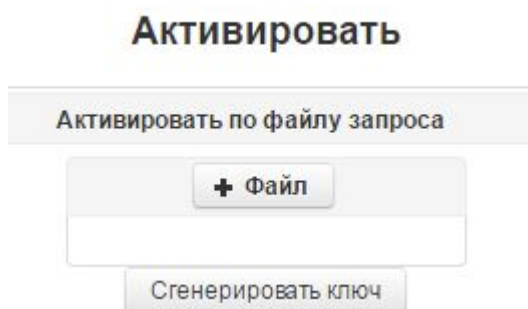 Активировать
Активировать по файлу запроса
+ Файл
Сгенерировать ключ